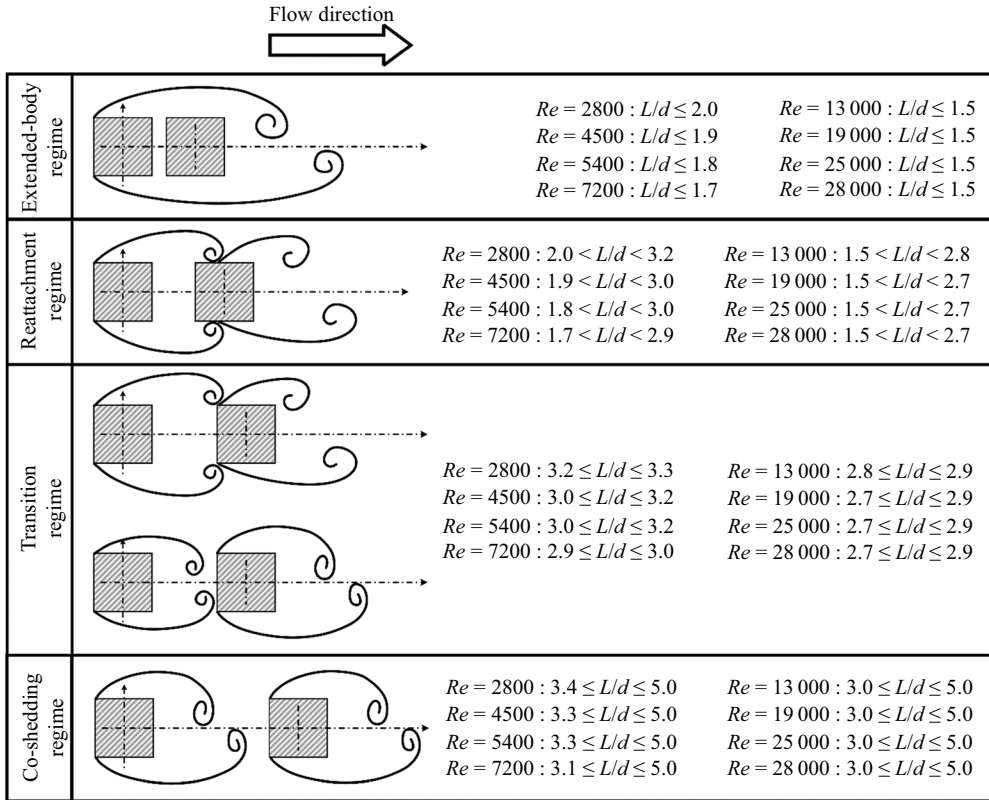 Flow direction
Extended-body
regime
Re = 2800 : L/d ≤ 2.0
Re = 4500 : L/d ≤ 1.9
Re = 5400 : L/d ≤ 1.8
Re = 7200 : L/d ≤ 1.7
Re = 13 000 : L/d ≤ 1.5
Re = 19 000 : L/d ≤ 1.5
Re = 25 000 : L/d ≤ 1.5
Re = 28 000 : L/d ≤ 1.5
Reattachment
regime
Re = 2800 : 2.0 < L/d < 3.2
Re = 4500 : 1.9 < L/d < 3.0
Re = 5400 : 1.8 < L/d < 3.0
Re = 7200 : 1.7 < L/d < 2.9
Re = 13 000 : 1.5 < L/d < 2.8
Re = 19 000 : 1.5 < L/d < 2.7
Re = 25 000 : 1.5 < L/d < 2.7
Re = 28 000 : 1.5 < L/d < 2.7
Transition
regime
Re = 2800 : 3.2 ≤ L/d ≤ 3.3
Re = 4500 : 3.0 ≤ L/d ≤ 3.2
Re = 5400 : 3.0 ≤ L/d ≤ 3.2
Re = 7200 : 2.9 ≤ L/d ≤ 3.0
Re = 13 000 : 2.8 ≤ L/d ≤ 2.9
Re = 19 000 : 2.7 ≤ L/d ≤ 2.9
Re = 25 000 : 2.7 ≤ L/d ≤ 2.9
Re = 28 000 : 2.7 ≤ L/d ≤ 2.9
Co-shedding
regime
Re = 2800 : 3.4 ≤ L/d ≤ 5.0
Re = 4500 : 3.3 ≤ L/d ≤ 5.0
Re = 5400 : 3.3 ≤ L/d ≤ 5.0
Re = 7200 : 3.1 ≤ L/d ≤ 5.0
Re = 13 000 : 3.0 ≤ L/d ≤ 5.0
Re = 19 000 : 3.0 ≤ L/d ≤ 5.0
Re = 25 000 : 3.0 ≤ L/d ≤ 5.0
Re = 28 000 : 3.0 ≤ L/d ≤ 5.0